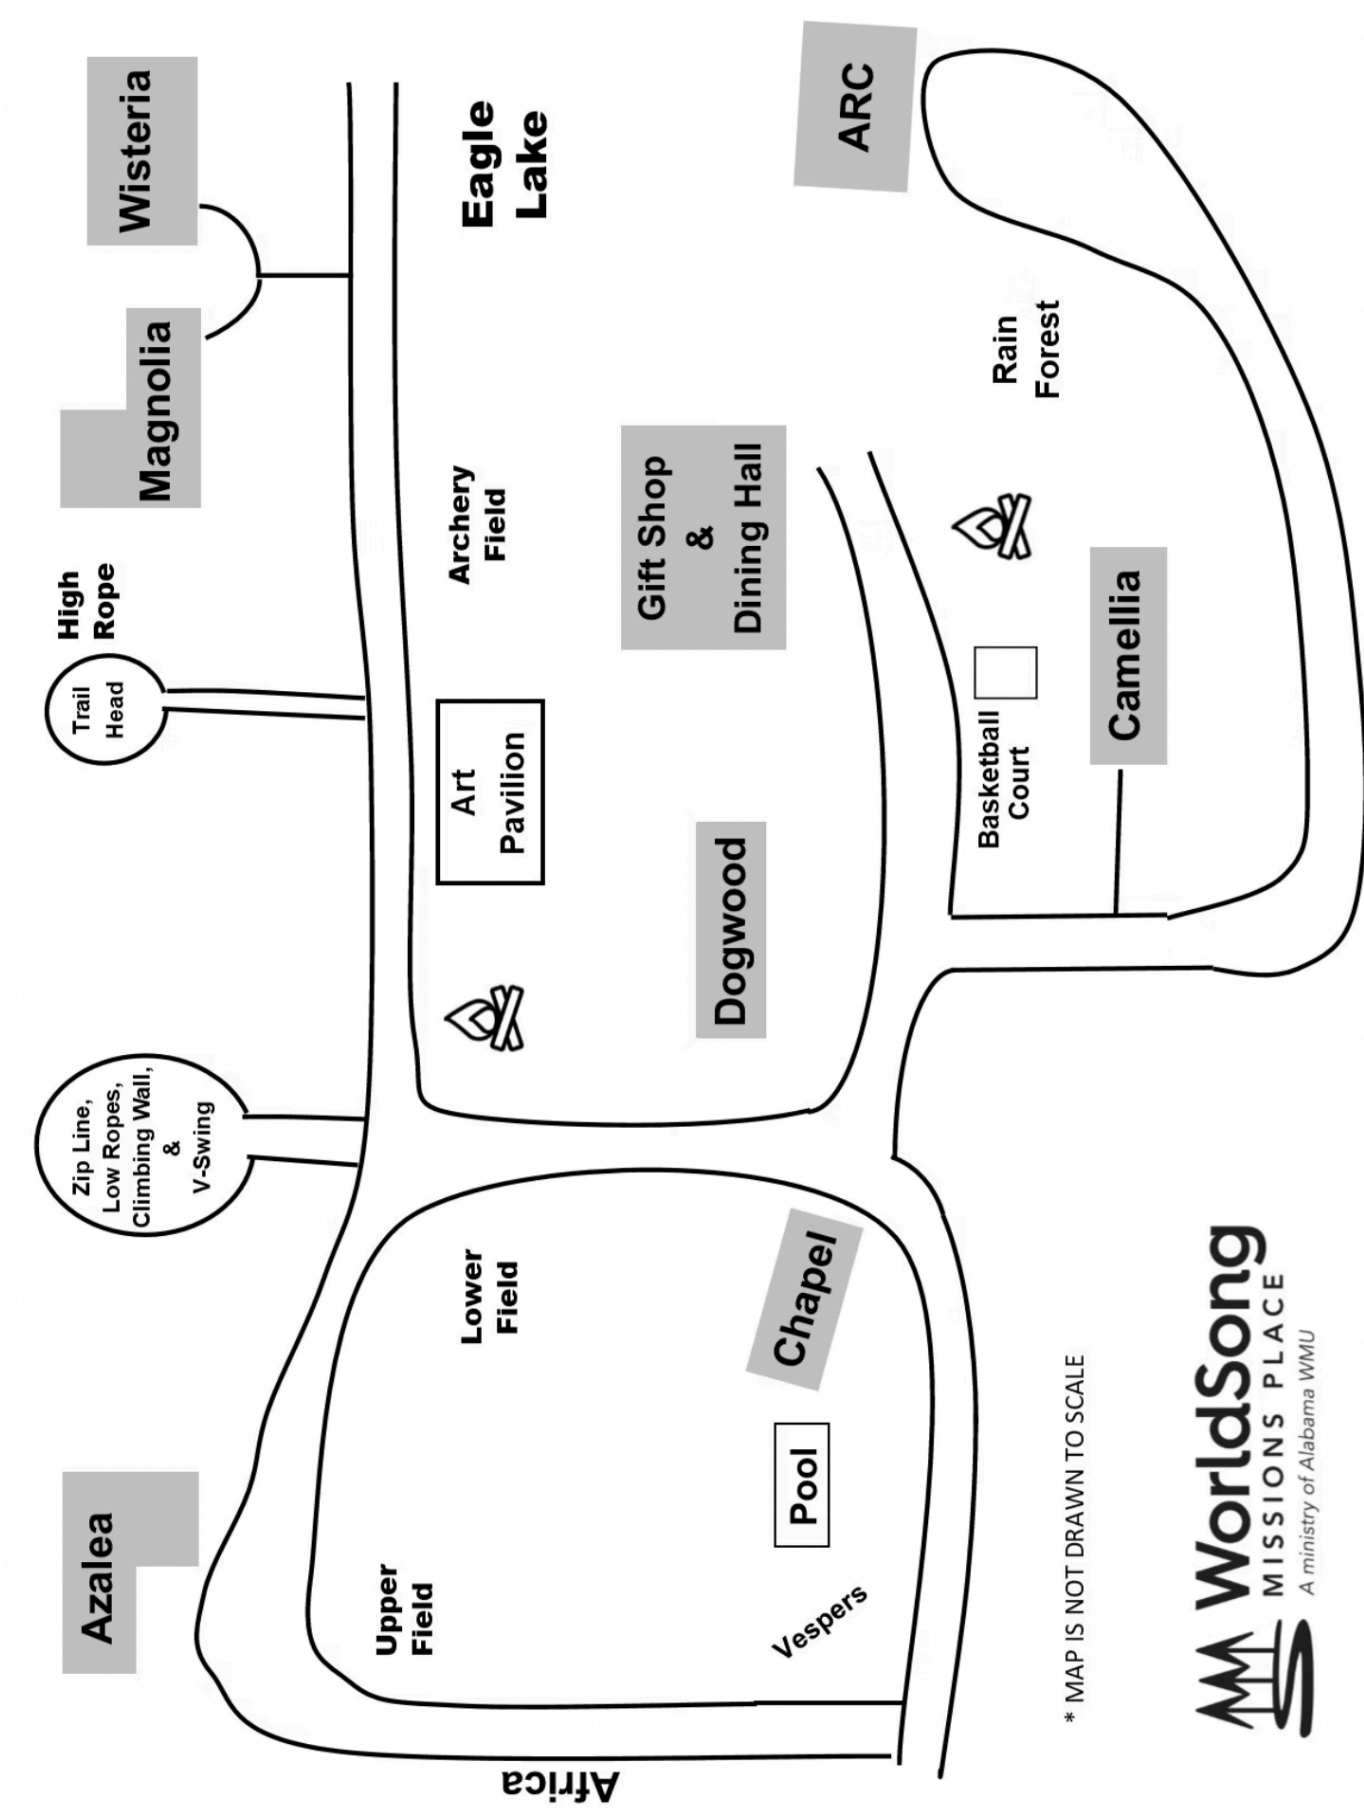 Azalea
Zip Line,
Low Ropes,
Climbing Wall,
&
V-Swing
Trail
Head
High
Rope
Magnolia
Wisteria
Africa
Upper
Field
Lower
Field
Art
Pavilion
Archery
Field
Eagle
Lake
Vespers
Pool
Chapel
Dogwood
Gift Shop
&
Dining Hall
ARC
Basketball
Court
Rain
Forest
Camellia
* MAP IS NOT DRAWN TO SCALE
WorldSong
MISSIONS PLACE
A ministry of Alabama WMU